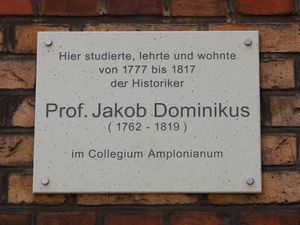 Hier studierte, lehrte und wohnte
von 1777 bis 1817
der Historiker
Prof. Jakob Dominikus
( 1762 - 1819 )
im Collegium Amplonianum